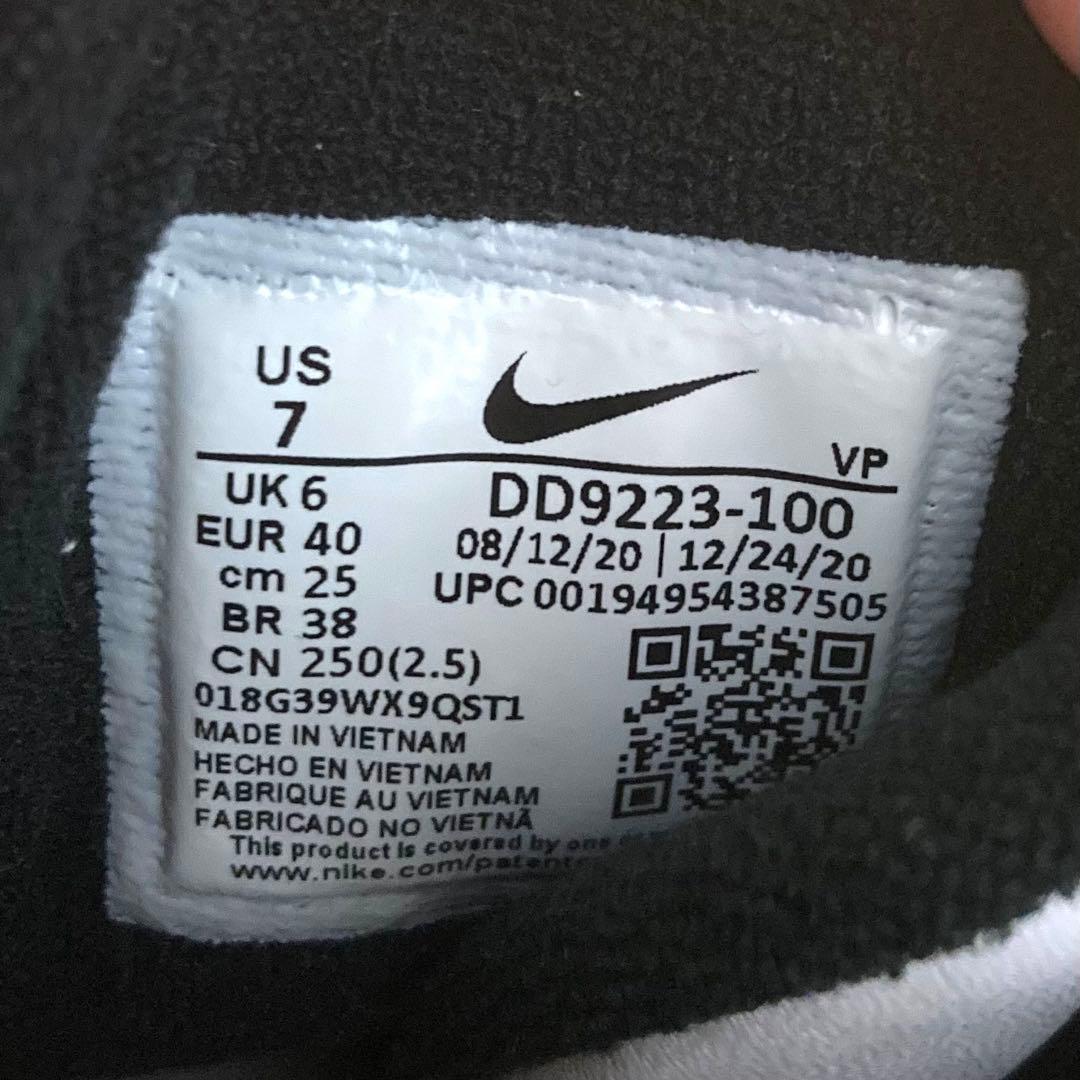 US
7
VP
UK 6
EUR 40
cm 25
BR 38
CN 250(2.5)
DD9223-100
08/12/20 | 12/24/20
UPC 00194954387505
018G39WX9QST1
MADE IN VIETNAM
HECHO EN VIETNAM
FABRIQUE AU VIETNAM
FABRICADO NO VIETNÃ
This product is covered by one
www.nike.com/patents